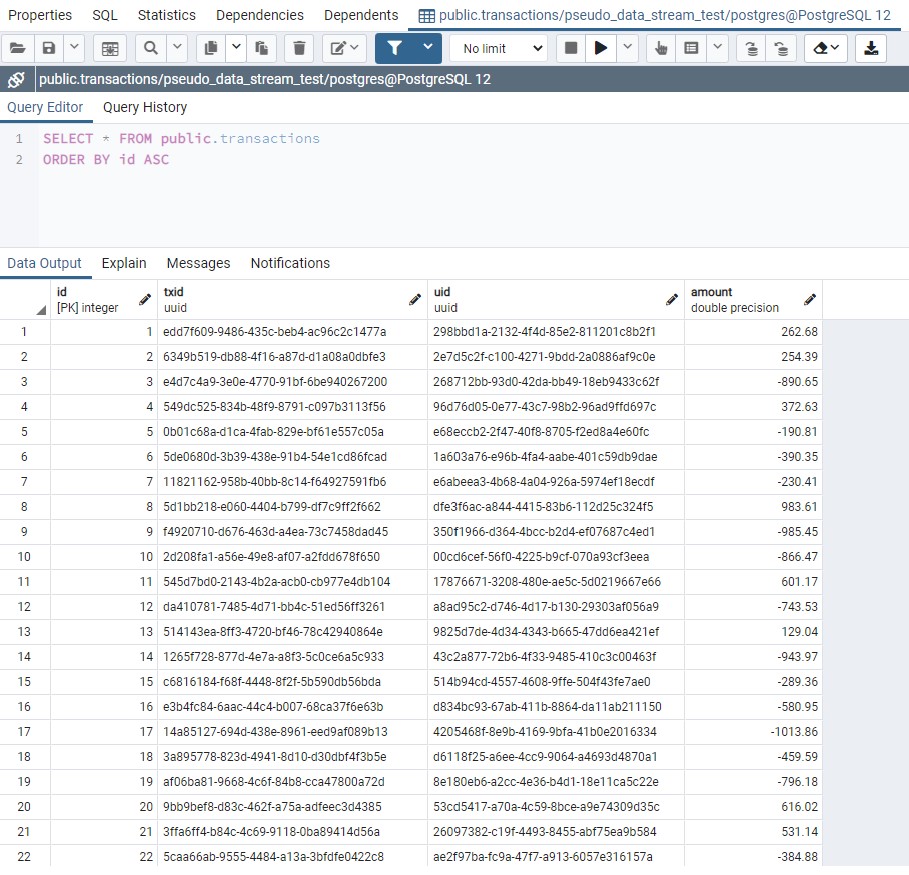 Properties SQL Statistics Dependencies Dependents public.transactions/pseudo_data_stream_test/postgres@PostgreSQL 12
No limit
public.transactions/pseudo_data_stream_test/postgres@PostgreSQL 12
Query Editor Query History
1 SELECT * FROM public.transactions
2 ORDER BY id ASC
Data Output Explain Messages Notifications
id txid uid amount
[PK] integer uuid uuid double precision
1 1 edd7f609-9486-435c-beb4-ac96c2c1477a 298bbd1a-2132-4f4d-85e2-811201c8b2f1 262.68
2 2 6349b519-db88-4f16-a87d-d1a08a0dbfe3 2e7d5c2f-c100-4271-9bdd-2a0886af9c0e 254.39
3 3 e4d7c4a9-3e0e-4770-91bf-6be940267200 268712bb-93d0-42da-bb49-18eb9433c62f -890.65
4 4 549dc525-834b-48f9-8791-c097b3113f56 96d76d05-0e77-43c7-98b2-96ad9ffd697c 372.63
5 5 0b01c68a-d1ca-4fab-829e-bf61e557c05a e68eccb2-2f47-40f8-8705-f2ed8a4e60fc -190.81
6 6 5de0680d-3b39-438e-91b4-54e1cd86fcad 1a603a76-e96b-4fa4-aabe-401c59db9dae -390.35
7 7 11821162-958b-40bb-8c14-f64927591fb6 e6abeea3-4b68-4a04-926a-5974ef18ecdf -230.41
8 8 5d1bb218-e060-4404-b799-df7c9ff2f662 dfe3f6ac-a844-4415-83b6-112d25c324f5 983.61
9 9 f4920710-d676-463d-a4ea-73c7458dad45 350f1966-d364-4bcc-b2d4-ef07687c4ed1 -985.45
10 10 2d208fa1-a56e-49e8-af07-a2fdd678f650 00cd6cef-56f0-4225-b9cf-070a93cf3eea -866.47
11 11 545d7bd0-2143-4b2a-acb0-cb977e4db104 17876671-3208-480e-ae5c-5d0219667e66 601.17
12 12 da410781-7485-4d71-bb4c-51ed56ff3261 a8ad95c2-d746-4d17-b130-29303af056a9 -743.53
13 13 514143ea-8ff3-4720-bf46-78c42940864e 9825d7de-4d34-4343-b665-47dd6ea421ef 129.04
14 14 1265f728-877d-4e7a-a8f3-5c0ce6a5c933 43c2a877-72b6-4f33-9485-410c3c00463f -943.97
15 15 c6816184-f68f-4448-8f2f-5b590db56bda 514b94cd-4557-4608-9ffe-504f43fe7ae0 -289.36
16 16 e3b4fc84-6aac-44c4-b007-68ca37f6e63b d834bc93-67ab-411b-8864-da11ab211150 -580.95
17 17 14a85127-694d-438e-8961-eed9af089b13 4205468f-8e9b-4169-9bfa-41b0e2016334 -1013.86
18 18 3a895778-823d-4941-8d10-d30dbf4f3b5e d6118f25-a6ee-4cc9-9064-a4693d4870a1 -459.59
19 19 af06ba81-9668-4c6f-84b8-cca47800a72d 8e180eb6-a2cc-4e36-b4d1-18e11ca5c22e -796.18
20 20 9bb9bef8-d83c-462f-a75a-adfeec3d4385 53cd5417-a70a-4c59-8bce-a9e74309d35c 616.02
21 21 3ffa6ff4-b84c-4c69-9118-0ba89414d56a 26097382-c19f-4493-8455-abf75ea9b584 531.14
22 22 5caa66ab-9555-4484-a13a-3bfdfe0422c8 ae2f97ba-fc9a-47f7-a913-6057e316157a -384.88